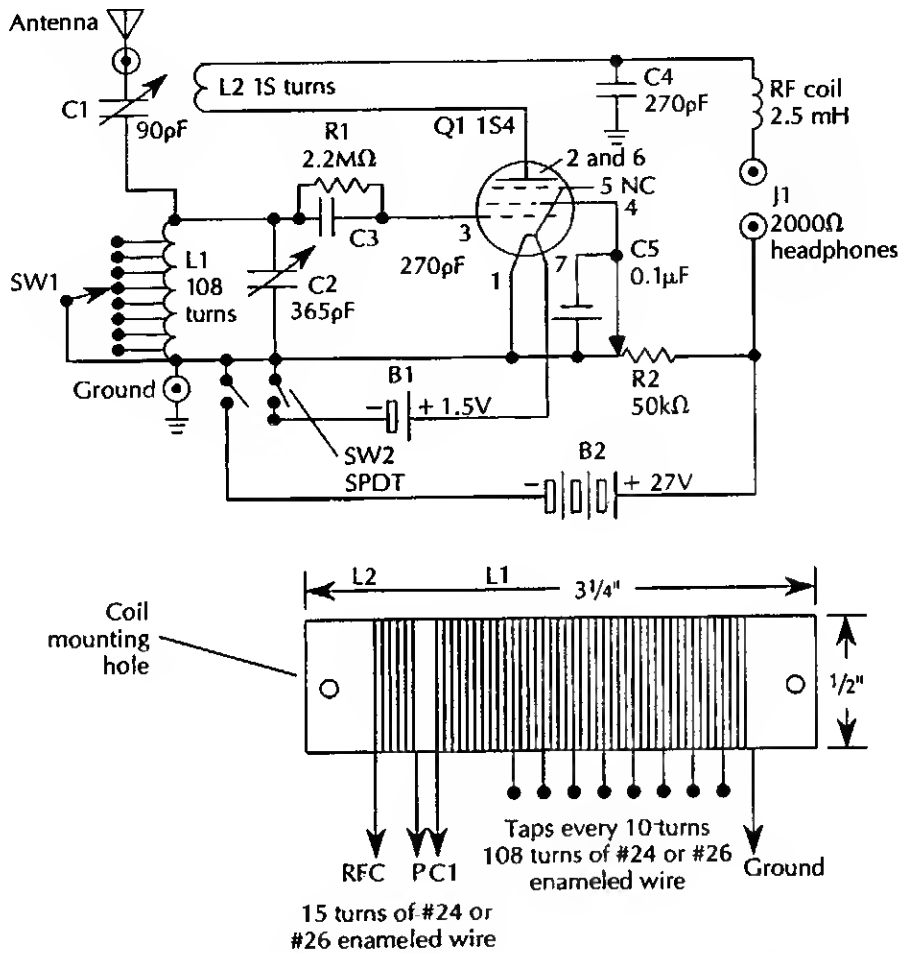 Antenna
C1
90pF
L2 1S turns
C4
270pF
RF coil
2.5 mH
Q1 1S4
R1
2.2MΩ
2 and 6
5 NC
4
3
J1
2000Ω
headphones
C3
270pF
C5
0.1μF
1
7
SW1
L1
108
turns
C2
365pF
Ground
B1
- + 1.5V
R2
50kΩ
SW2
SPDT
B2
- + 27V
L2 L1 3 1/4"
Coil
mounting
hole
1/2"
Taps every 10 turns
108 turns of #24 or #26
enameled wire
RFC P C1 Ground
15 turns of #24 or
#26 enameled wire